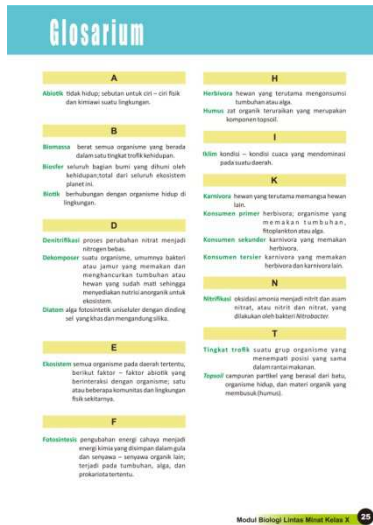 Glosarium
A
Abiotik tidak hidup; sebutan untuk ciri – ciri fisik
dan kimiawi suatu lingkungan.
B
Biomassa berat semua organisme yang berada
dalam satu tingkat trofik kehidupan.
Biosfer seluruh bagian bumi yang dihuni oleh
kehidupan;total dari seluruh ekosistem
planet ini.
Biotik berhubungan dengan organisme hidup di
lingkungan.
D
Denitrifikasi proses perubahan nitrat menjadi
nitrogen bebas.
Dekomposer suatu organisme, umumnya bakteri
atau jamur yang memakan dan
menghancurkan tumbuhan atau
hewan yang sudah mati sehingga
menyediakan nutrisi anorganik untuk
ekosistem.
Diatom alga fotosintatik uniseluler dengan dinding
sel yang khas dan mengandung silika.
E
Ekosistem semua organisme pada daerah tertentu,
berikut faktor – faktor abiotik yang
berinteraksi dengan organisme; satu
atau beberapa komunitas dan lingkungan
fisik sekitarnya.
F
Fotosintesis pengubahan energi cahaya menjadi
energi kimia yang disimpan dalam gula
dan senyawa – senyawa organik lain;
terjadi pada tumbuhan, alga, dan
prokariota tertentu.
H
Herbivora hewan yang terutama mengonsumsi
tumbuhan atau alga.
Humus zat organik teruraikan yang merupakan
komponen topsoil.
I
Iklim kondisi – kondisi cuaca yang mendominasi
pada suatu daerah.
K
Karnivora hewan yang terutama memangsa hewan
lain.
Konsumen primer herbivora; organisme yang
memakan tumbuhan,
fitoplankton atau alga.
Konsumen sekunder karnivora yang memakan
herbivora.
Konsumen tersier karnivora yang memakan
herbivora dan karnivora lain.
N
Nitrifikasi oksidasi amonia menjadi nitrit dan asam
nitrat, atau nitrit dan nitrat, yang
dilakukan oleh bakteri Nitrobacter.
T
Tingkat trofik suatu grup organisme yang
menempati posisi yang sama
dalam rantai makanan.
Topsoil campuran partikel yang berasal dari batu,
organisme hidup, dan materi organik yang
membusuk (humus).
Modul Biologi Lintas Minat Kelas X 25